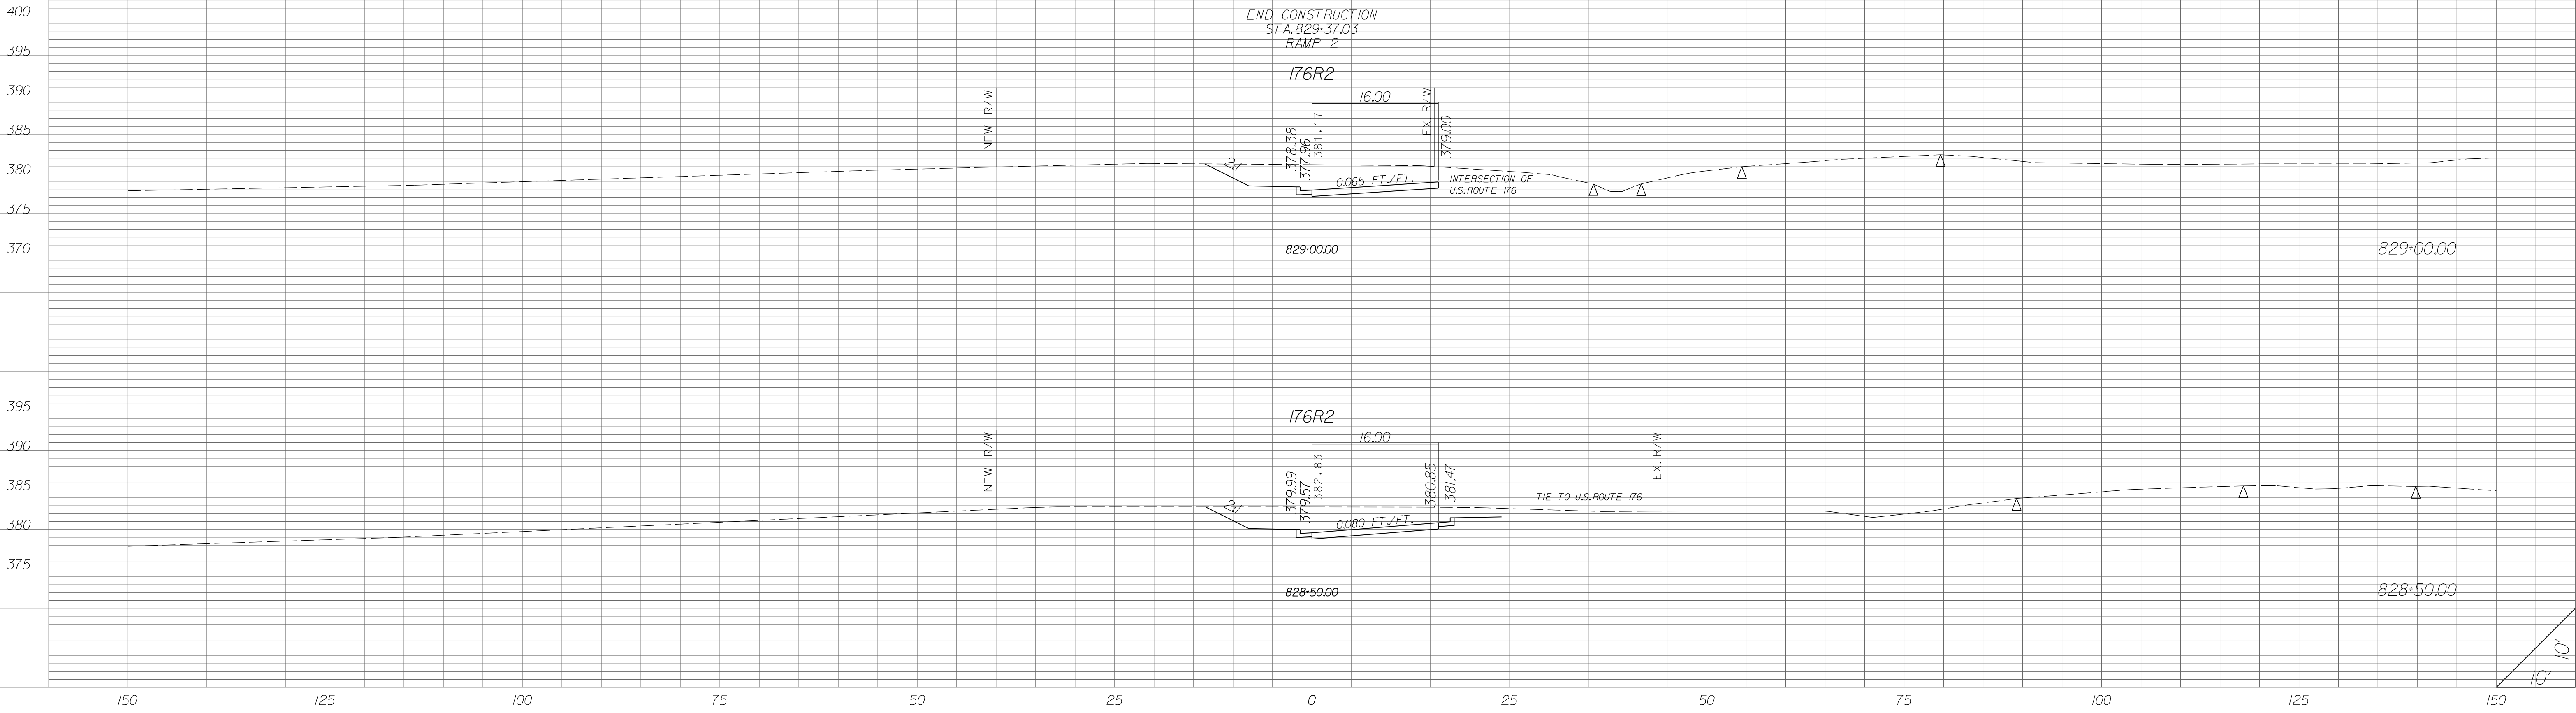 400
395
390
385
380
375
370
END CONSTRUCTION
STA.829+37.03
RAMP 2
176R2
16.00
NEW R/W
EX. R/W
378.38
377.96
381.17
379.00
2:1
0.065 FT./FT.
INTERSECTION OF
U.S.ROUTE 176
829+00.00
829+00.00
395
390
385
380
375
176R2
16.00
NEW R/W
EX. R/W
379.99
379.57
382.83
380.85
381.47
2:1
0.080 FT./FT.
TIE TO U.S.ROUTE 176
828+50.00
828+50.00
10'
10'
150 125 100 75 50 25 0 25 50 75 100 125 150